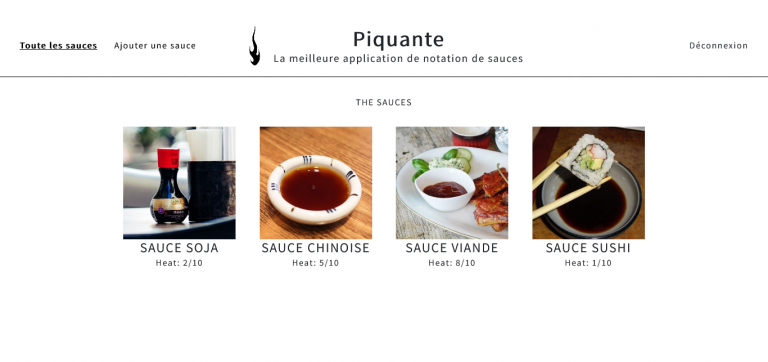 Toute les sauces
Ajouter une sauce
Piquante
La meilleure application de notation de sauces
Déconnexion
THE SAUCES
SAUCE SOJA
Heat: 2/10
SAUCE CHINOISE
Heat: 5/10
SAUCE VIANDE
Heat: 8/10
SAUCE SUSHI
Heat: 1/10